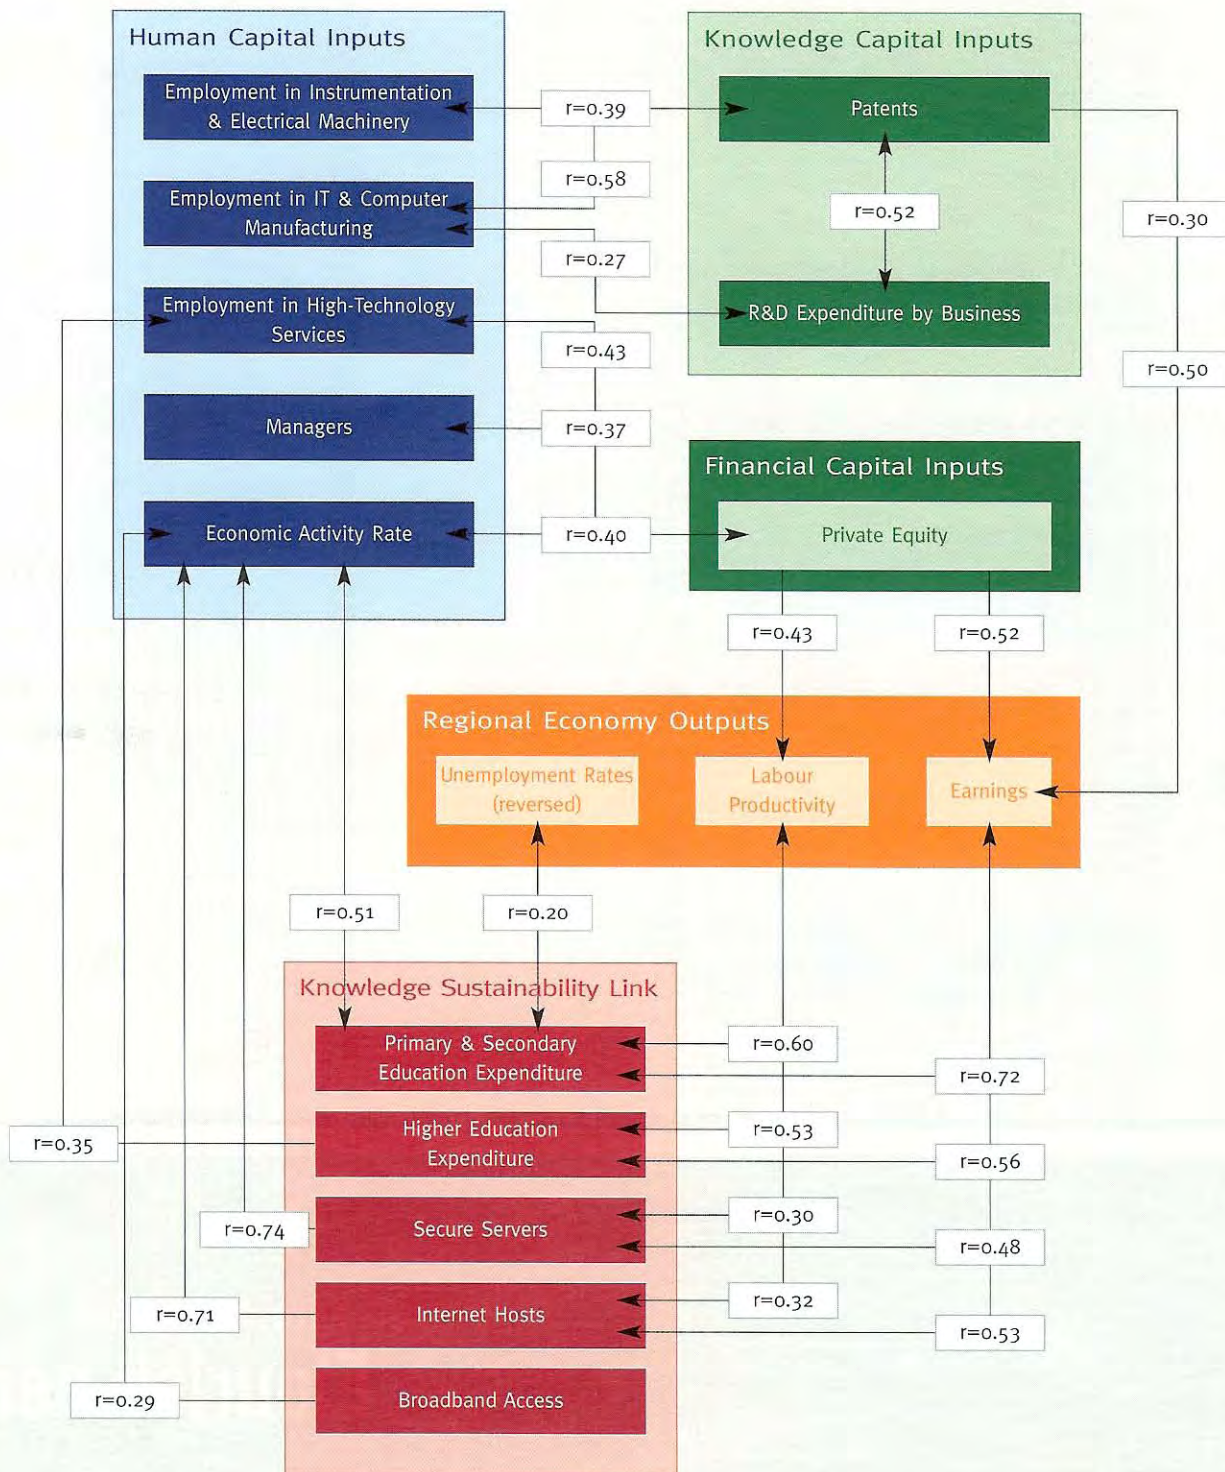 Human Capital Inputs
Employment in Instrumentation
& Electrical Machinery
Employment in IT & Computer
Manufacturing
Employment in High-Technology
Services
Managers
Economic Activity Rate
r=0.39
r=0.58
r=0.27
r=0.43
r=0.37
r=0.40
Knowledge Capital Inputs
Patents
r=0.52
R&D Expenditure by Business
r=0.30
r=0.50
Financial Capital Inputs
Private Equity
r=0.43
r=0.52
Regional Economy Outputs
Unemployment Rates
(reversed)
Labour
Productivity
Earnings
r=0.51
r=0.20
Knowledge Sustainability Link
Primary & Secondary
Education Expenditure
Higher Education
Expenditure
Secure Servers
Internet Hosts
Broadband Access
r=0.60
r=0.72
r=0.53
r=0.56
r=0.30
r=0.48
r=0.32
r=0.53
r=0.35
r=0.74
r=0.71
r=0.29